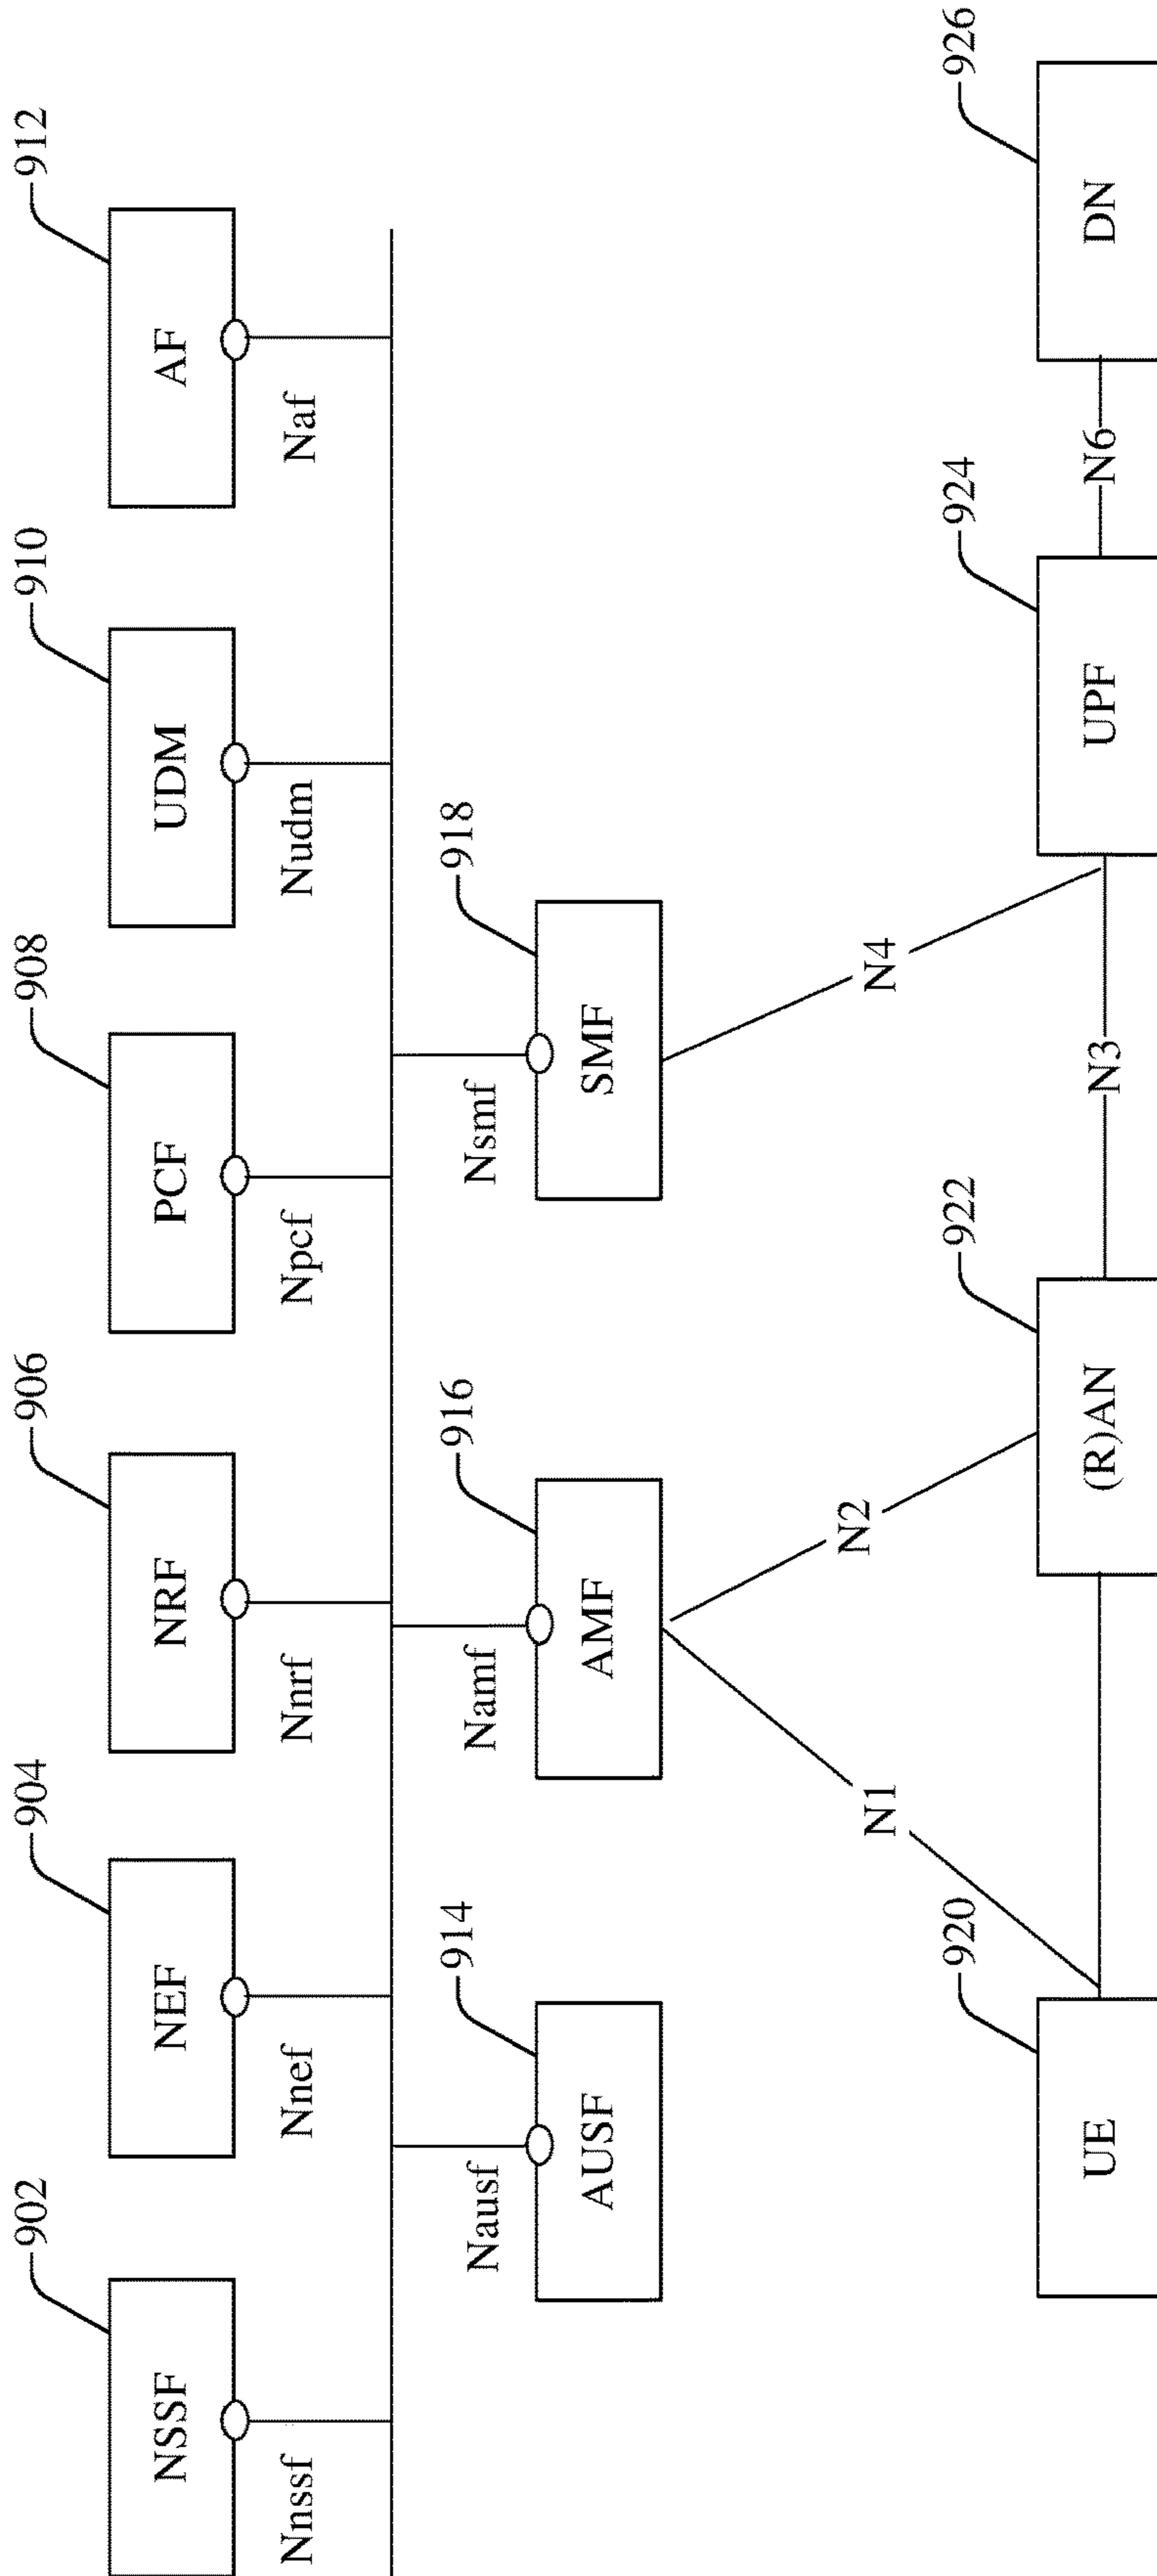 902
904
906
908
910
912
NSSF
NEF
NRF
PCF
UDM
AF
Nnssf
Nnef
Nnrf
Npcf
Nudm
Naf
Nausf
Namf
Nsmf
914
916
918
AUSF
AMF
SMF
N1
N2
N4
920
922
924
926
UE
(R)AN
N3
UPF
N6
DN